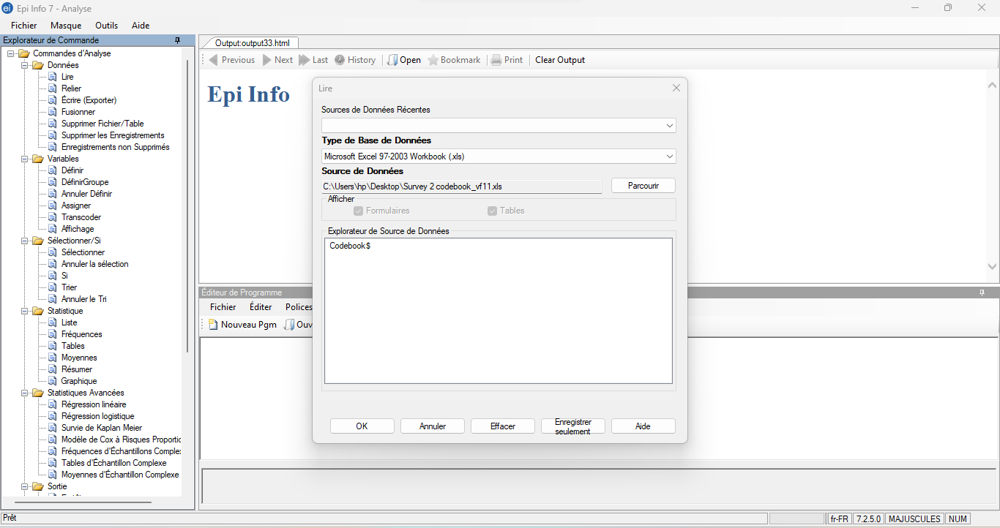 Epi Info 7 - Analyse
Fichier Masque Outils Aide
Explorateur de Commande
Commandes d'Analyse
Données
Lire
Relier
Écrire (Exporter)
Fusionner
Supprimer Fichier/Table
Supprimer les Enregistrements
Enregistrements non Supprimés
Variables
Définir
DéfinirGroupe
Annuler Définir
Assigner
Transcoder
Affichage
Sélectionner/Si
Sélectionner
Annuler la sélection
Si
Trier
Annuler le Tri
Statistique
Liste
Fréquences
Tables
Moyennes
Résumer
Graphique
Statistiques Avancées
Régression linéaire
Régression logistique
Survie de Kaplan Meier
Modèle de Cox à Risques Proportic
Fréquences d'Échantillons Comple
Tables d'Échantillon Complexe
Moyennes d'Échantillon Complexe
Sortie
Output:output33.html
Previous Next Last History Open Bookmark Print Clear Output
Epi Info
Lire
Sources de Données Récentes
Type de Base de Données
Microsoft Excel 97-2003 Workbook (.xls)
Source de Données
C:\Users\hp\Desktop\Survey 2 codebook_vf11.xls
Parcourir
Afficher
Formulaires Tables
Explorateur de Source de Données
Codebook$
OK Annuler Effacer Enregistrer seulement Aide
Éditeur de Programme
Fichier Éditer Polices
Nouveau Pgm Ouv
Prêt
fr-FR 7.2.5.0 MAJUSCULES NUM